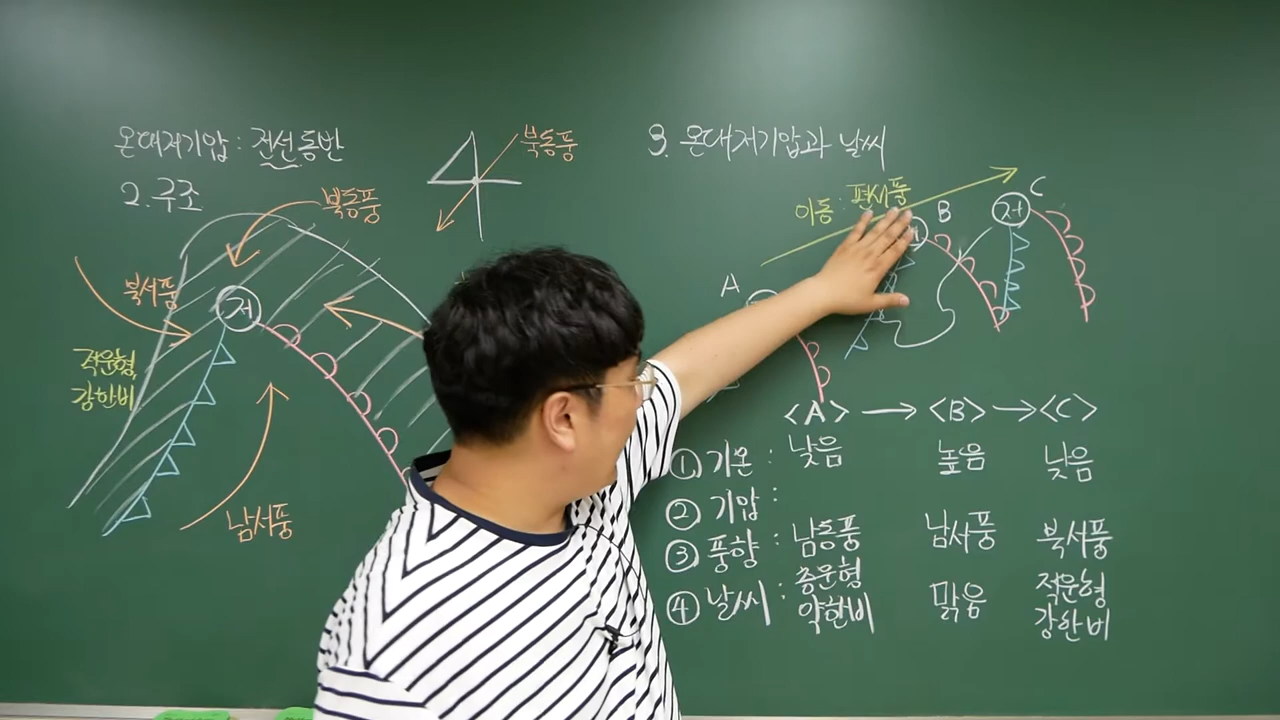 온대저기압 : 전선동반
2. 구조
북동풍
북동풍
북서풍
저
적운형
강한비
남서풍
3. 온대저기압과 날씨
이동 : 편서풍
A
B
저
C
<A> → <B> → <C>
① 기온 : 낮음 높음 낮음
② 기압 :
③ 풍향 : 남동풍 남서풍 북서풍
④ 날씨 : 층운형 약한비 맑음 적운형 강한비